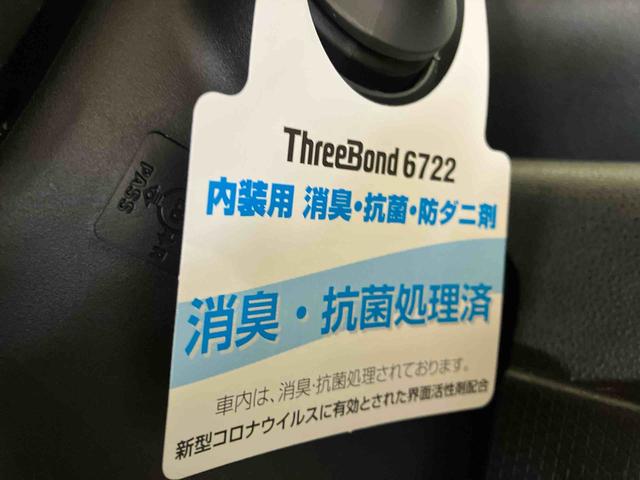 ThreeBond 6722
内装用 消臭・抗菌・防ダニ剤
消臭・抗菌処理済
車内は、消臭・抗菌処理されております。
新型コロナウイルスに有効とされた界面活性剤配合
PASS